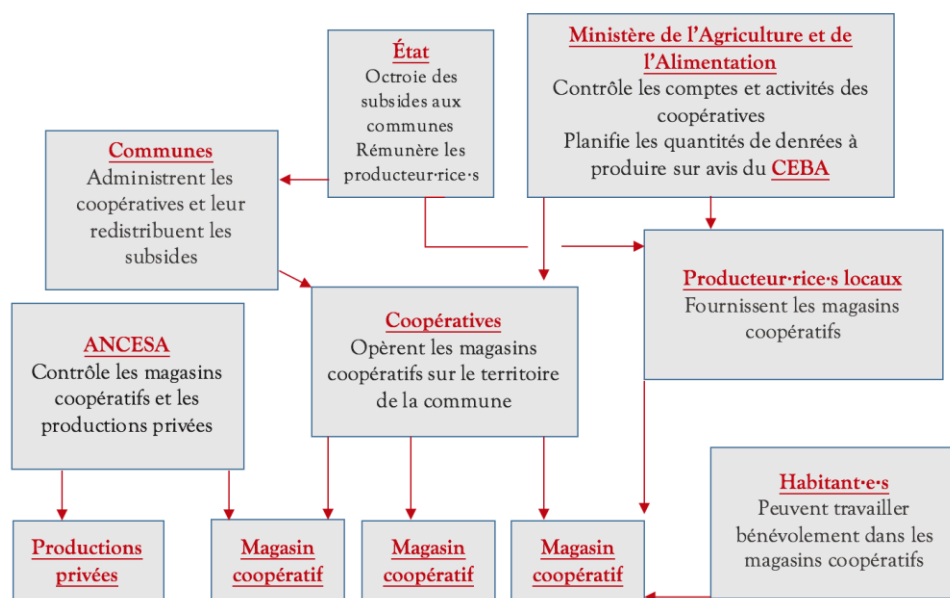 État
Octroie des
subsides aux
communes
Rémunère les
producteur·rice·s
Ministère de l'Agriculture et de
l'Alimentation
Contrôle les comptes et activités des
coopératives
Planifie les quantités de denrées à
produire sur avis du CEBA
Communes
Administrent les
coopératives et leur
redistribuent les
subsides
Producteur·rice·s locaux
Fournissent les magasins
coopératifs
Coopératives
Opèrent les magasins
coopératifs sur le territoire
de la commune
ANCESA
Contrôle les magasins
coopératifs et les
productions privées
Habitant·e·s
Peuvent travailler
bénévolement dans les
magasins coopératifs
Productions
privées
Magasin
coopératif
Magasin
coopératif
Magasin
coopératif